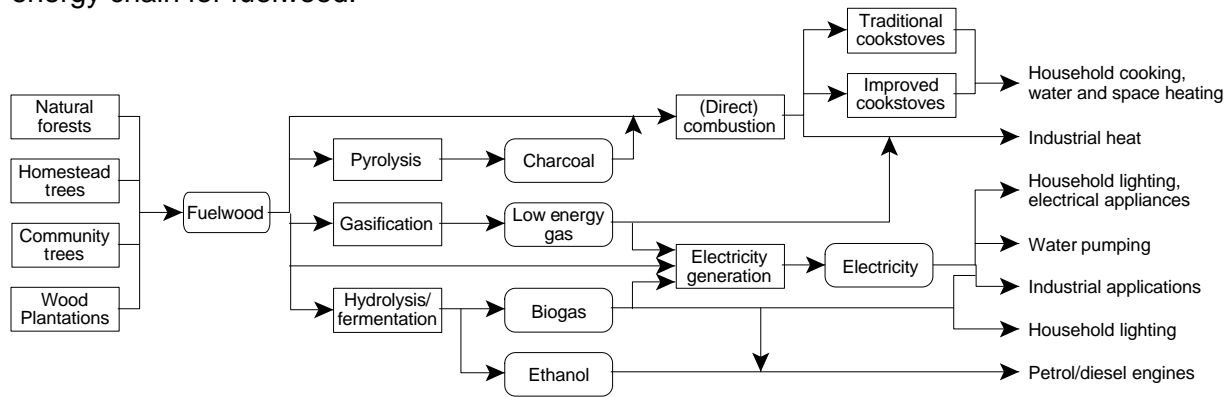 energy chain for fuelwood.
Natural
forests
Homestead
trees
Community
trees
Wood
Plantations
Fuelwood
Pyrolysis
Gasification
Hydrolysis/
fermentation
Charcoal
Low energy
gas
Biogas
Ethanol
(Direct)
combustion
Electricity
generation
Traditional
cookstoves
Improved
cookstoves
Electricity
Household cooking,
water and space heating
Industrial heat
Household lighting,
electrical appliances
Water pumping
Industrial applications
Household lighting
Petrol/diesel engines